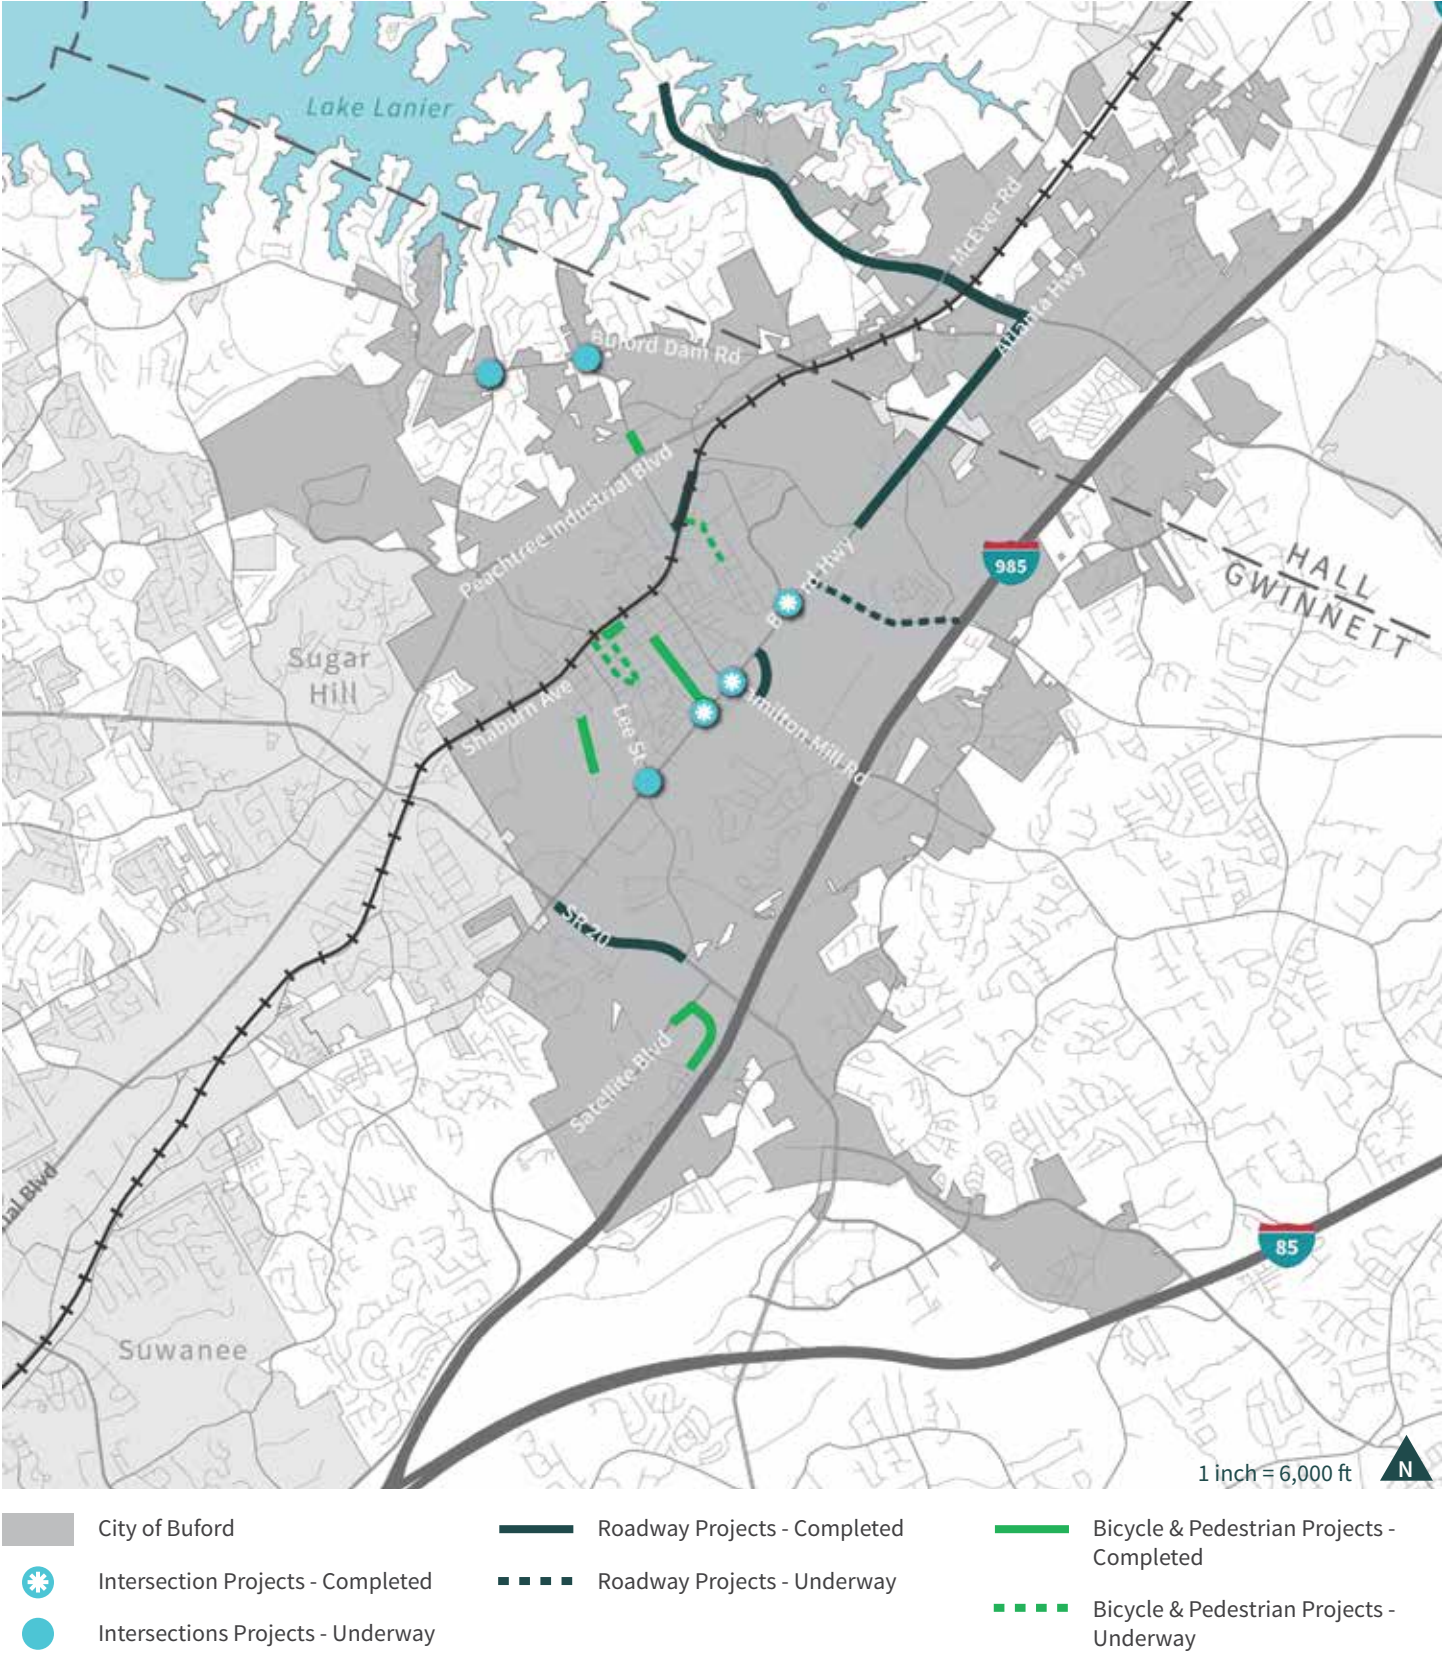 Lake Lanier
McEver Rd
Atlanta Hwy
Buford Dam Rd
Peachtree Industrial Blvd
985
HALL
GWINNETT
Sugar
Hill
Shaburn Ave
Lee St
Hamilton Mill Rd
SR 20
Satellite Blvd
85
Suwanee
1 inch = 6,000 ft
N
City of Buford
Intersection Projects - Completed
Intersections Projects - Underway
Roadway Projects - Completed
Roadway Projects - Underway
Bicycle & Pedestrian Projects -
Completed
Bicycle & Pedestrian Projects -
Underway